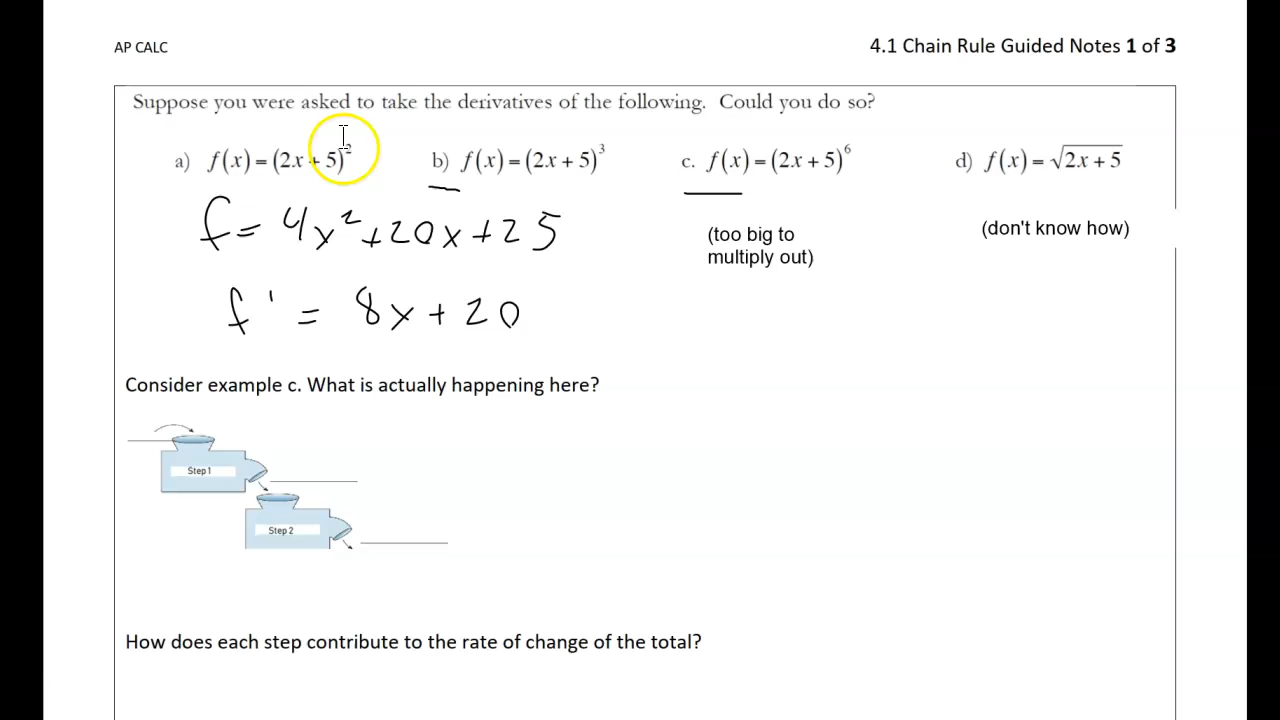 AP CALC
4.1 Chain Rule Guided Notes 1 of 3
Suppose you were asked to take the derivatives of the following. Could you do so?
a) f(x) = (2x + 5)² b) f(x) = (2x + 5)³ c. f(x) = (2x + 5)⁶ d) f(x) = √(2x + 5)
f = 4x² + 20x + 25
(too big to
multiply out)
(don't know how)
f' = 8x + 20
Consider example c. What is actually happening here?
Step 1
Step 2
How does each step contribute to the rate of change of the total?